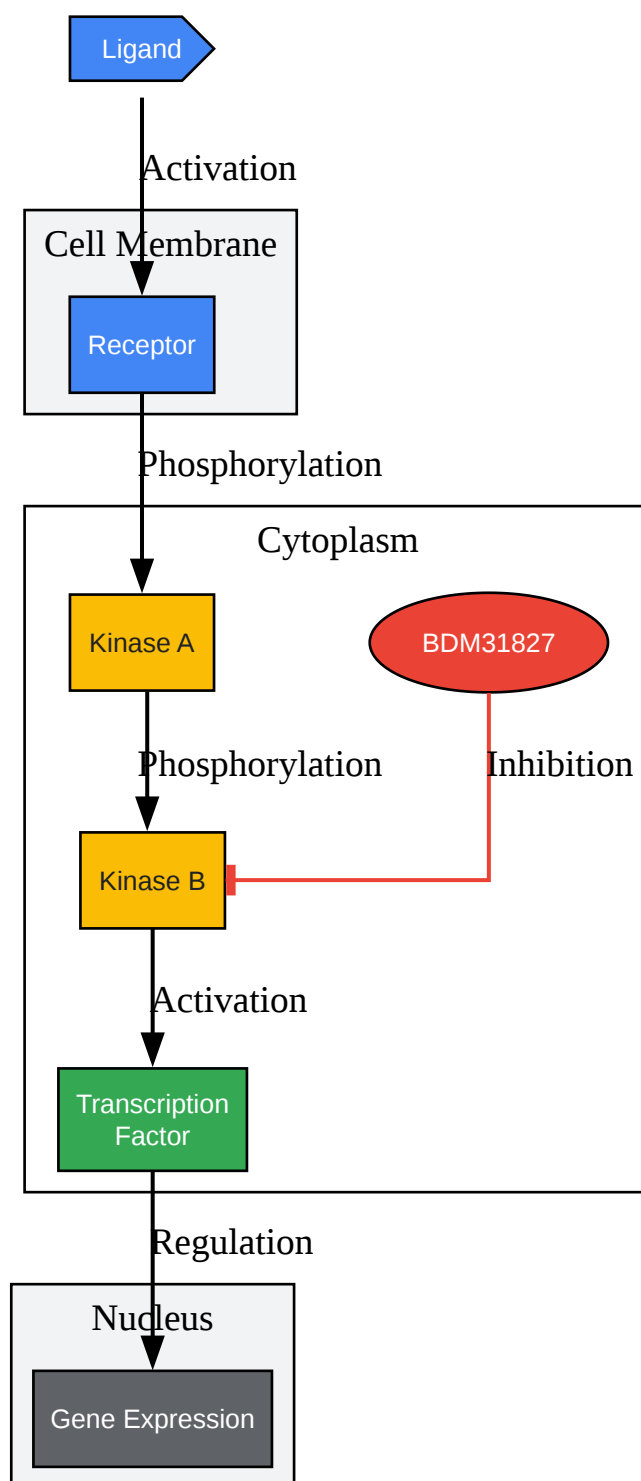 Ligand
Activation
Cell Membrane
Receptor
Phosphorylation
Cytoplasm
Kinase A
BDM31827
Phosphorylation
Inhibition
Kinase B
Activation
Transcription
Factor
Regulation
Nucleus
Gene Expression